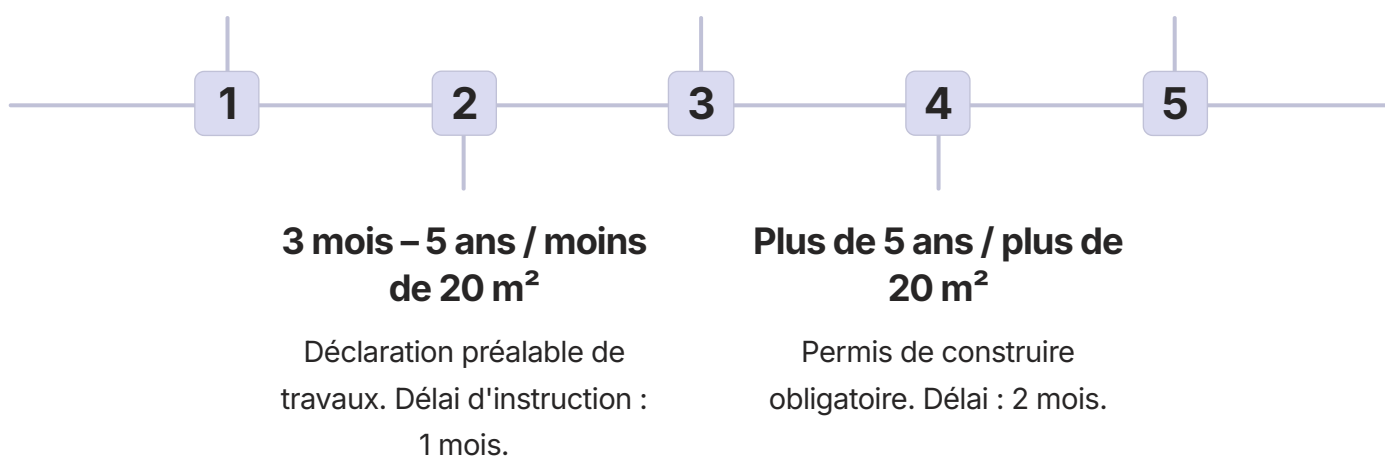 1
2
3
4
5
3 mois – 5 ans / moins
de 20 m²
Déclaration préalable de
travaux. Délai d'instruction :
1 mois.
Plus de 5 ans / plus de
20 m²
Permis de construire
obligatoire. Délai : 2 mois.